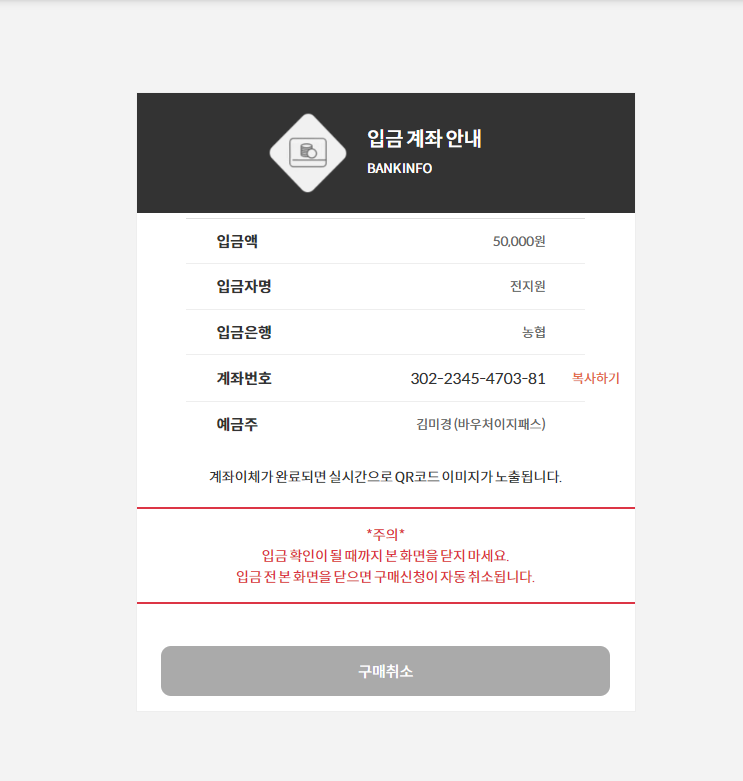 입금 계좌 안내
BANKINFO
입금액 50,000원
입금자명 전지원
입금은행 농협
계좌번호 302-2345-4703-81 복사하기
예금주 김미경 (바우처이지패스)
계좌이체가 완료되면 실시간으로 QR코드 이미지가 노출됩니다.
*주의*
입금 확인이 될 때까지 본 화면을 닫지 마세요.
입금 전 본 화면을 닫으면 구매신청이 자동 취소됩니다.
구매취소